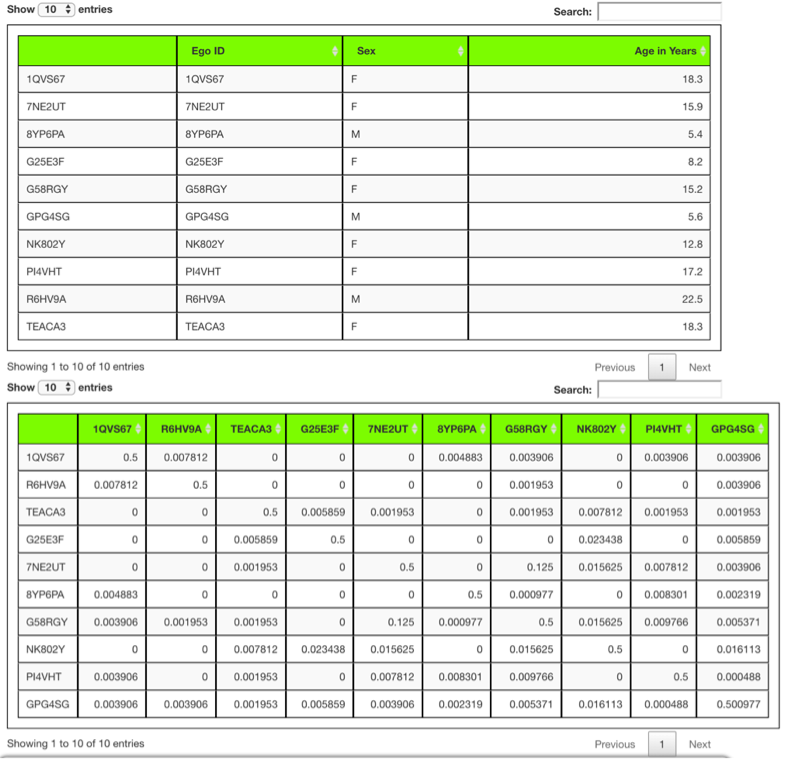 Show 10 entries Search:
Ego ID Sex Age in Years
1QVS67 1QVS67 F 18.3
7NE2UT 7NE2UT F 15.9
8YP6PA 8YP6PA M 5.4
G25E3F G25E3F F 8.2
G58RGY G58RGY F 15.2
GPG4SG GPG4SG M 5.6
NK802Y NK802Y F 12.8
PI4VHT PI4VHT F 17.2
R6HV9A R6HV9A M 22.5
TEACA3 TEACA3 F 18.3
Showing 1 to 10 of 10 entries Previous 1 Next
Show 10 entries Search:
1QVS67 R6HV9A TEACA3 G25E3F 7NE2UT 8YP6PA G58RGY NK802Y PI4VHT GPG4SG
1QVS67 0.5 0.007812 0 0 0 0.004883 0.003906 0 0.003906 0.003906
R6HV9A 0.007812 0.5 0 0 0 0 0.001953 0 0 0.003906
TEACA3 0 0 0.5 0.005859 0.001953 0 0.001953 0.007812 0.001953 0.001953
G25E3F 0 0 0.005859 0.5 0 0 0 0.023438 0 0.005859
7NE2UT 0 0 0.001953 0 0.5 0 0.125 0.015625 0.007812 0.003906
8YP6PA 0.004883 0 0 0 0 0.5 0.000977 0 0.008301 0.002319
G58RGY 0.003906 0.001953 0.001953 0 0.125 0.000977 0.5 0.015625 0.009766 0.005371
NK802Y 0 0 0.007812 0.023438 0.015625 0 0.015625 0.5 0 0.016113
PI4VHT 0.003906 0 0.001953 0 0.007812 0.008301 0.009766 0 0.5 0.000488
GPG4SG 0.003906 0.003906 0.001953 0.005859 0.003906 0.002319 0.005371 0.016113 0.000488 0.500977
Showing 1 to 10 of 10 entries Previous 1 Next